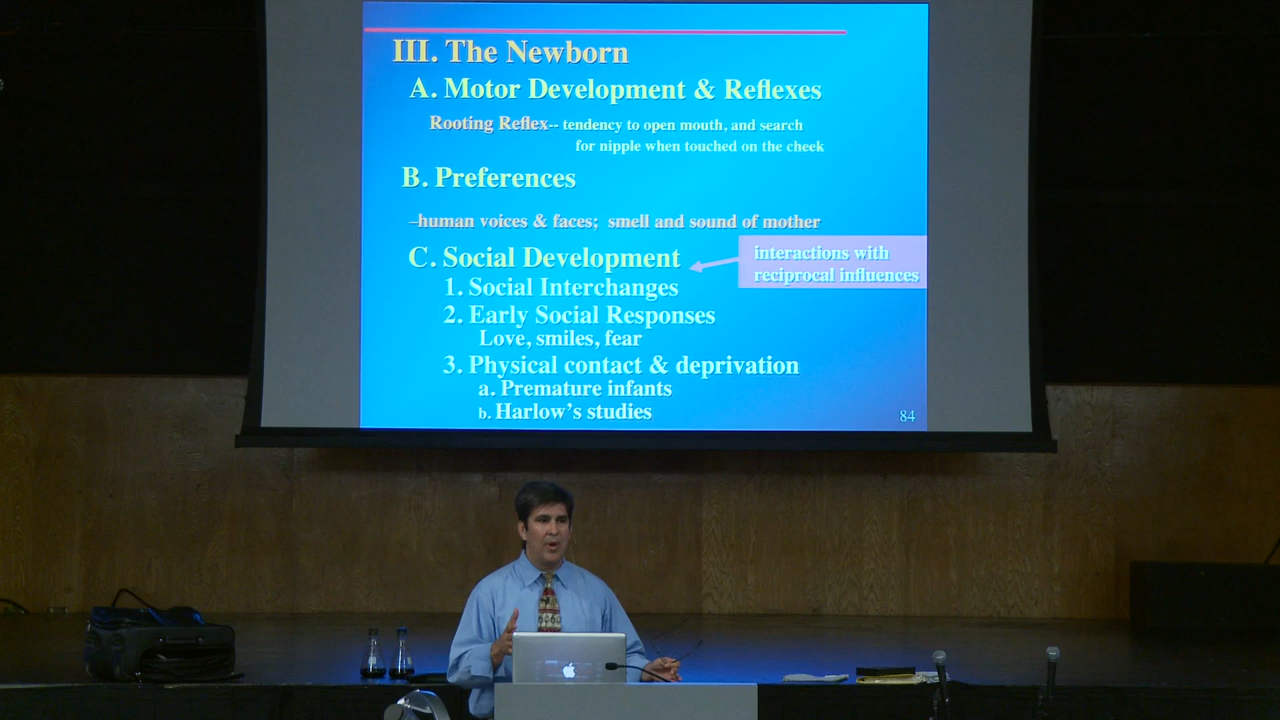 III. The Newborn
A. Motor Development & Reflexes
Rooting Reflex-- tendency to open mouth, and search
for nipple when touched on the cheek
B. Preferences
–human voices & faces; smell and sound of mother
C. Social Development
interactions with
reciprocal influences
1. Social Interchanges
2. Early Social Responses
Love, smiles, fear
3. Physical contact & deprivation
a. Premature infants
b. Harlow's studies
84